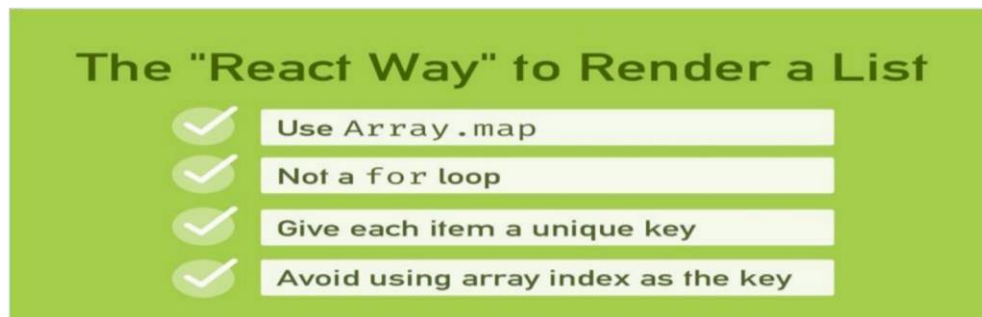 The "React Way" to Render a List
Use Array.map
Not a for loop
Give each item a unique key
Avoid using array index as the key